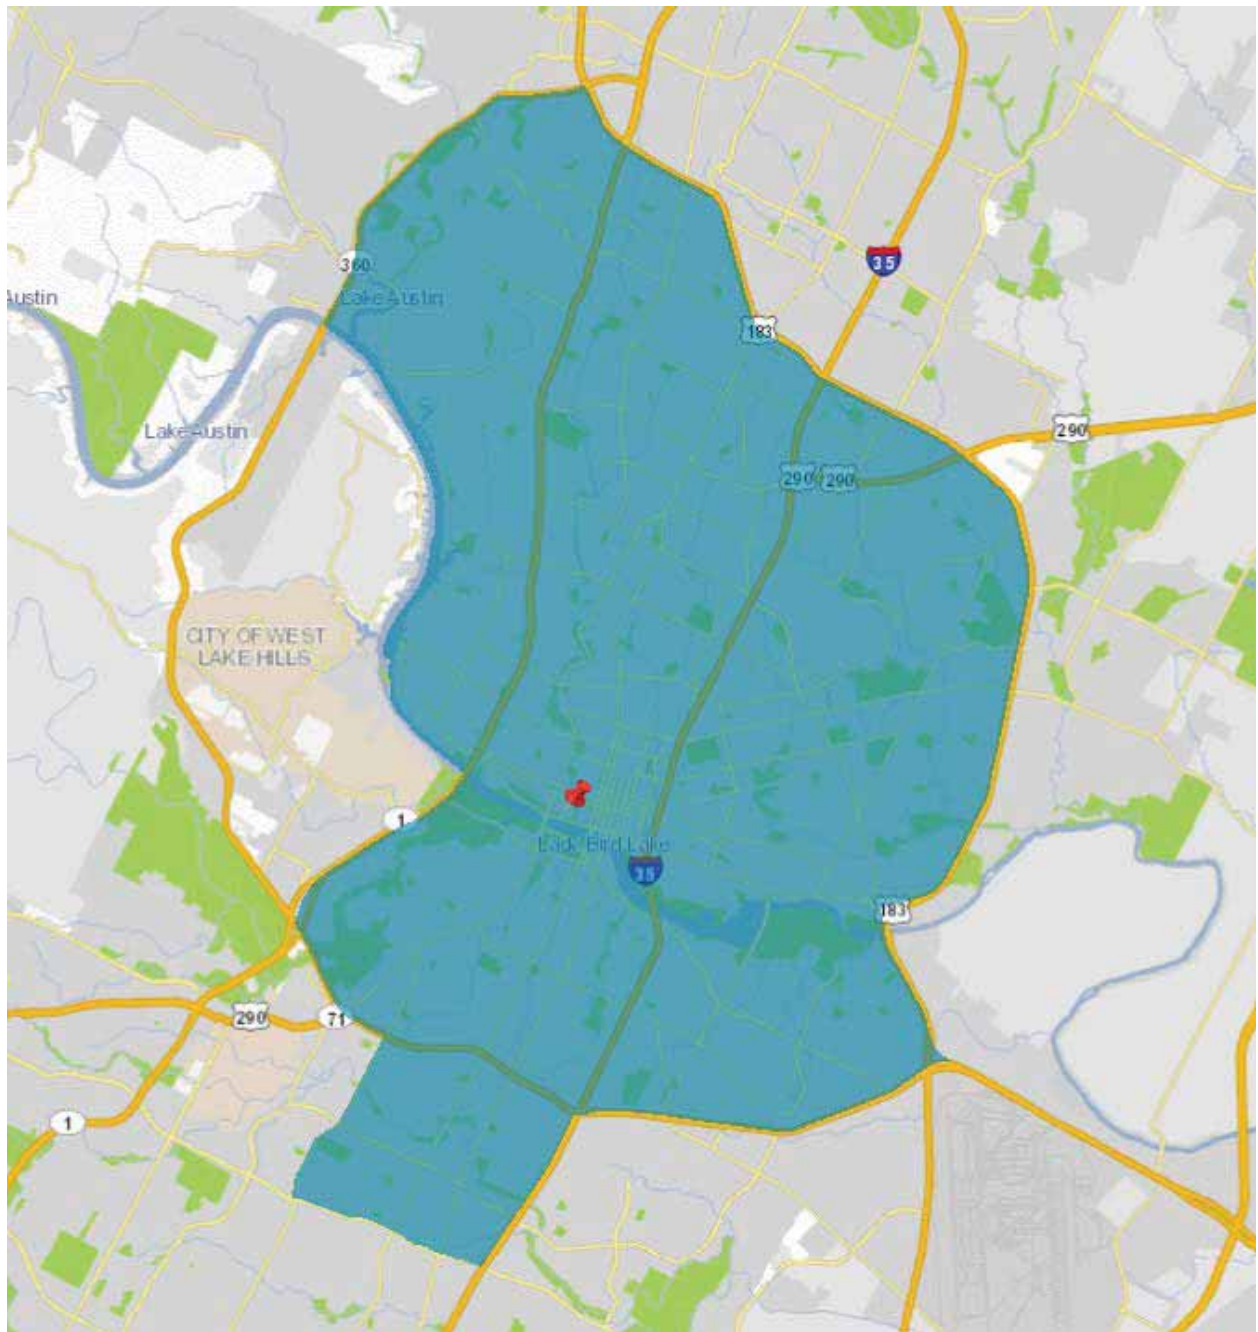 35
360
Austin
Lake Austin
183
Lake Austin
290
290
290
CITY OF WEST
LAKE HILLS
1
Lady Bird Lake
35
183
290
71
1